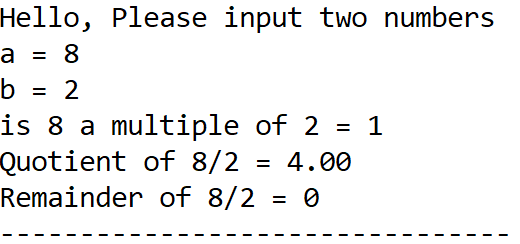 Hello, Please input two numbers
a = 8
b = 2
is 8 a multiple of 2 = 1
Quotient of 8/2 = 4.00
Remainder of 8/2 = 0
--------------------------------